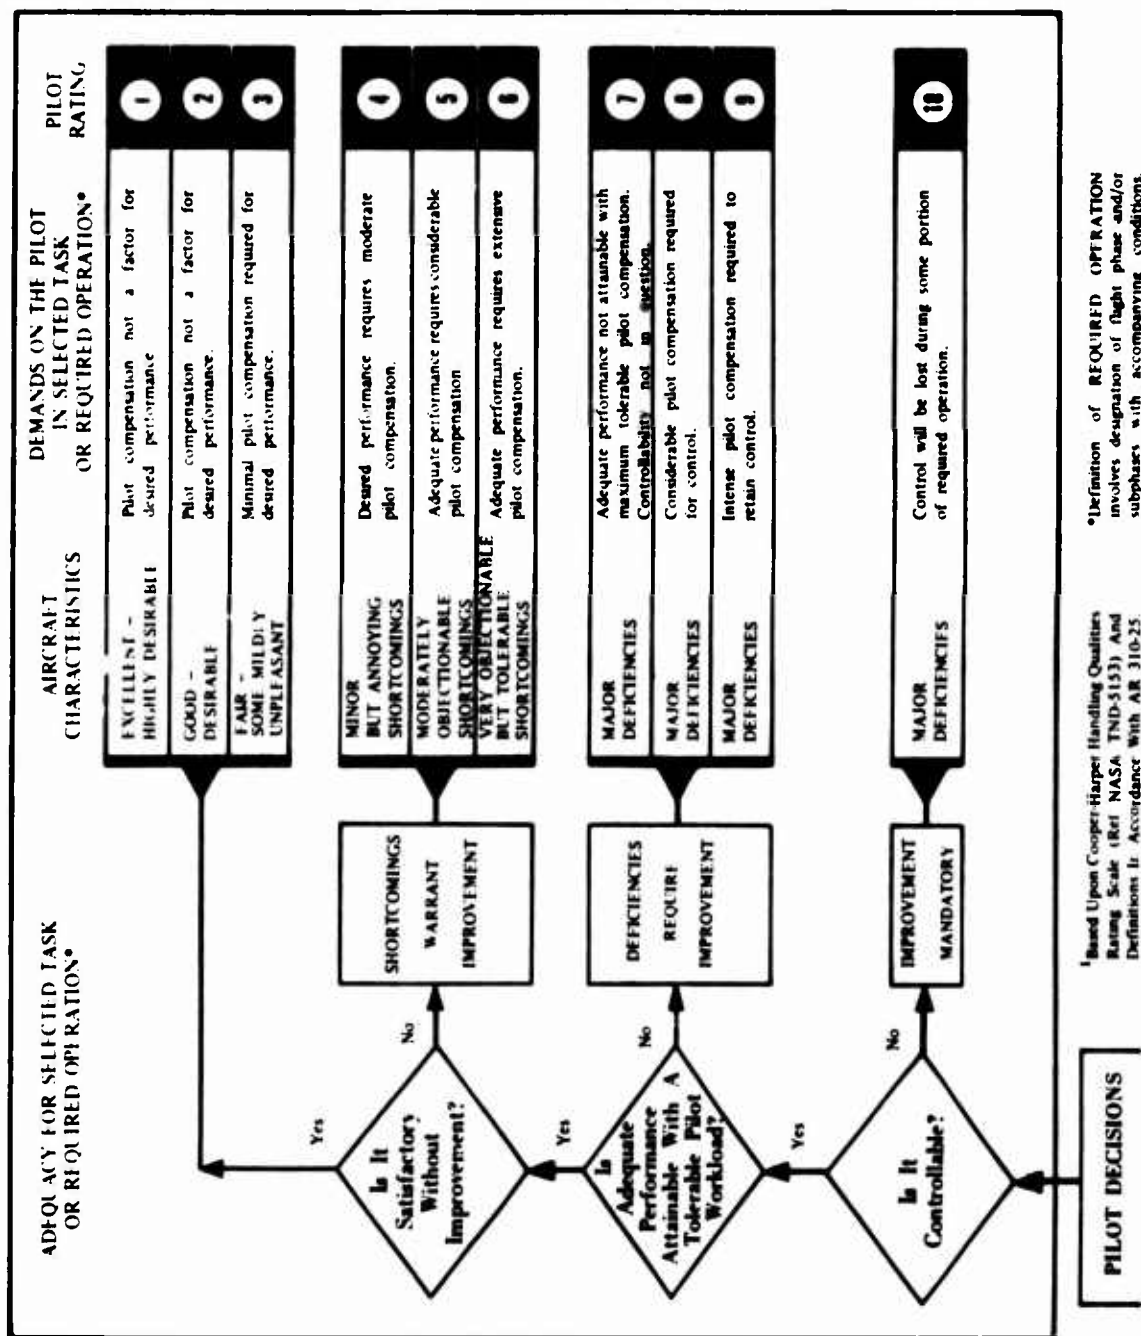 ADEQUACY FOR SELECTED TASK
OR REQUIRED OPERATION*
AIRCRAFT
CHARACTERISTICS
DEMANDS ON THE PILOT
IN SELECTED TASK
OR REQUIRED OPERATION*
PILOT
RATING
EXCELLENT –
HIGHLY DESIRABLE
Pilot compensation not a factor for
desired performance
1
GOOD –
DESIRABLE
Pilot compensation not a factor for
desired performance.
2
FAIR –
SOME MILDLY
UNPLEASANT
Minimal pilot compensation required for
desired performance.
3
Yes
Is It
Satisfactory
Without
Improvement?
No
SHORTCOMINGS
WARRANT
IMPROVEMENT
MINOR
BUT ANNOYING
SHORTCOMINGS
Desired performance requires moderate
pilot compensation.
4
MODERATELY
OBJECTIONABLE
SHORTCOMINGS
Adequate performance requires considerable
pilot compensation
5
VERY OBJECTIONABLE
BUT TOLERABLE
SHORTCOMINGS
Adequate performance requires extensive
pilot compensation.
6
Yes
Is
Adequate
Performance
Attainable With A
Tolerable Pilot
Workload?
No
DEFICIENCIES
REQUIRE
IMPROVEMENT
MAJOR
DEFICIENCIES
Adequate performance not attainable with
maximum tolerable pilot compensation.
Controllability not in question.
7
MAJOR
DEFICIENCIES
Considerable pilot compensation required
for control.
8
MAJOR
DEFICIENCIES
Intense pilot compensation required to
retain control.
9
Yes
Is It
Controllable?
No
IMPROVEMENT
MANDATORY
MAJOR
DEFICIENCIES
Control will be lost during some portion
of required operation.
10
PILOT DECISIONS
1Based Upon Cooper-Harper Handling Qualities
Rating Scale (Ref NASA TND-5153) And
Definitions In Accordance With AR 310-25.
*Definition of REQUIRED OPERATION
involves designation of flight phase and/or
subphases with accompanying conditions.